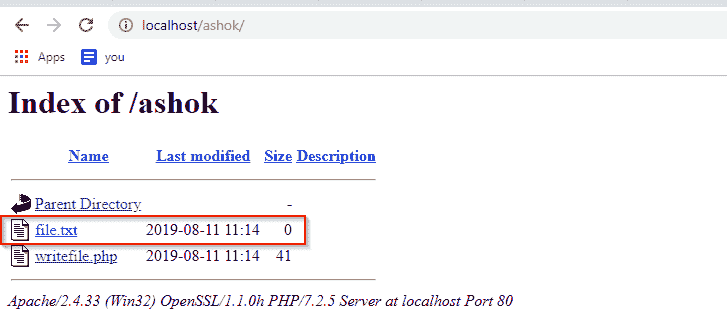 localhost/ashok/
Apps you
Index of /ashok
Name Last modified Size Description
Parent Directory -
file.txt 2019-08-11 11:14 0
writefile.php 2019-08-11 11:14 41
Apache/2.4.33 (Win32) OpenSSL/1.1.0h PHP/7.2.5 Server at localhost Port 80